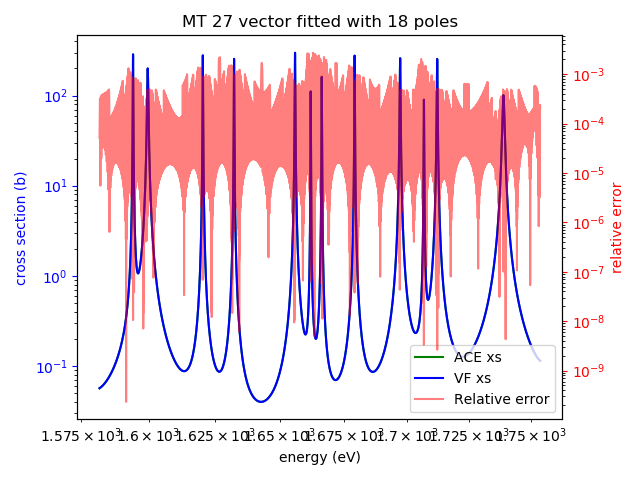 MT 27 vector fitted with 18 poles
cross section (b)
10²
10¹
10⁰
10⁻¹
10⁻³
10⁻⁴
10⁻⁵
10⁻⁶
10⁻⁷
10⁻⁸
10⁻⁹
relative error
ACE xs
VF xs
Relative error
1.575 × 10³ 1.6 × 10³ 1.625 × 10³ 1.65 × 10³ 1.675 × 10³ 1.7 × 10³ 1.725 × 10³ 1.75 × 10³
energy (eV)